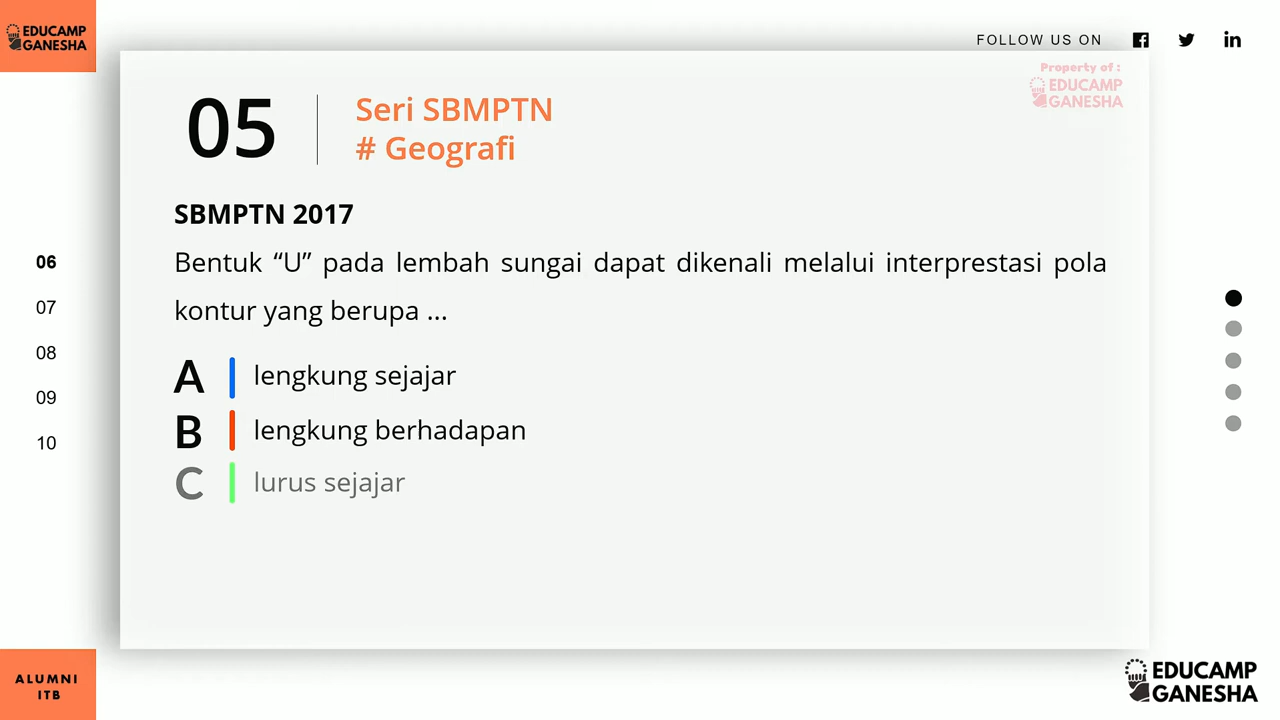 EDUCAMP
GANESHA
FOLLOW US ON
Property of :
EDUCAMP
GANESHA
05
Seri SBMPTN
# Geografi
SBMPTN 2017
Bentuk “U” pada lembah sungai dapat dikenali melalui interprestasi pola
kontur yang berupa ...
A lengkung sejajar
B lengkung berhadapan
C lurus sejajar
06
07
08
09
10
ALUMNI
ITB
EDUCAMP
GANESHA